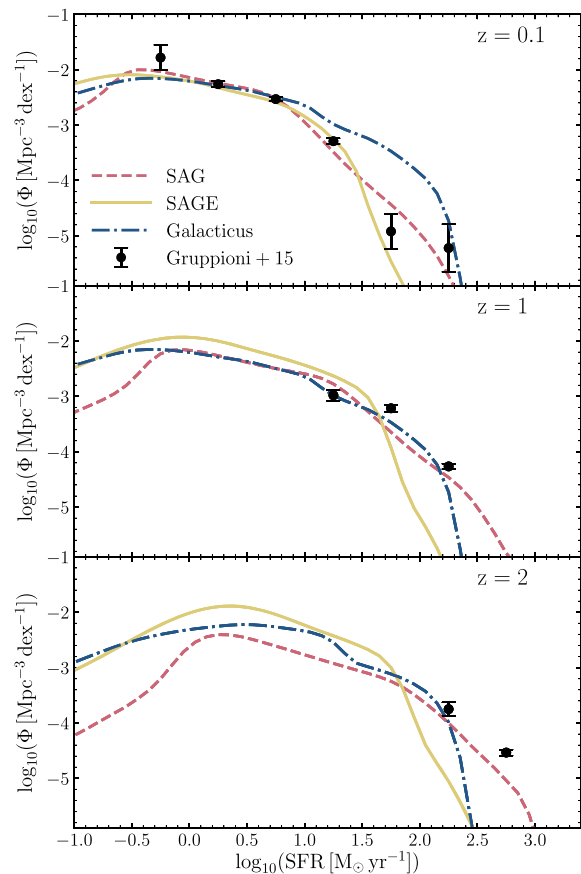 −1
z = 0.1
−2
−3
−4
−5
log₁₀(Φ [Mpc⁻³ dex⁻¹])
SAG
SAGE
Galacticus
Gruppioni + 15
−1
z = 1
−2
−3
−4
−5
log₁₀(Φ [Mpc⁻³ dex⁻¹])
−1
z = 2
−2
−3
−4
−5
log₁₀(Φ [Mpc⁻³ dex⁻¹])
−1.0 −0.5 0.0 0.5 1.0 1.5 2.0 2.5 3.0
log₁₀(SFR [M⊙ yr⁻¹])